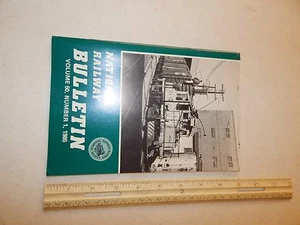 NATIONAL
RAILWAY
BULLETIN
VOLUME 50, NUMBER 1, 1985